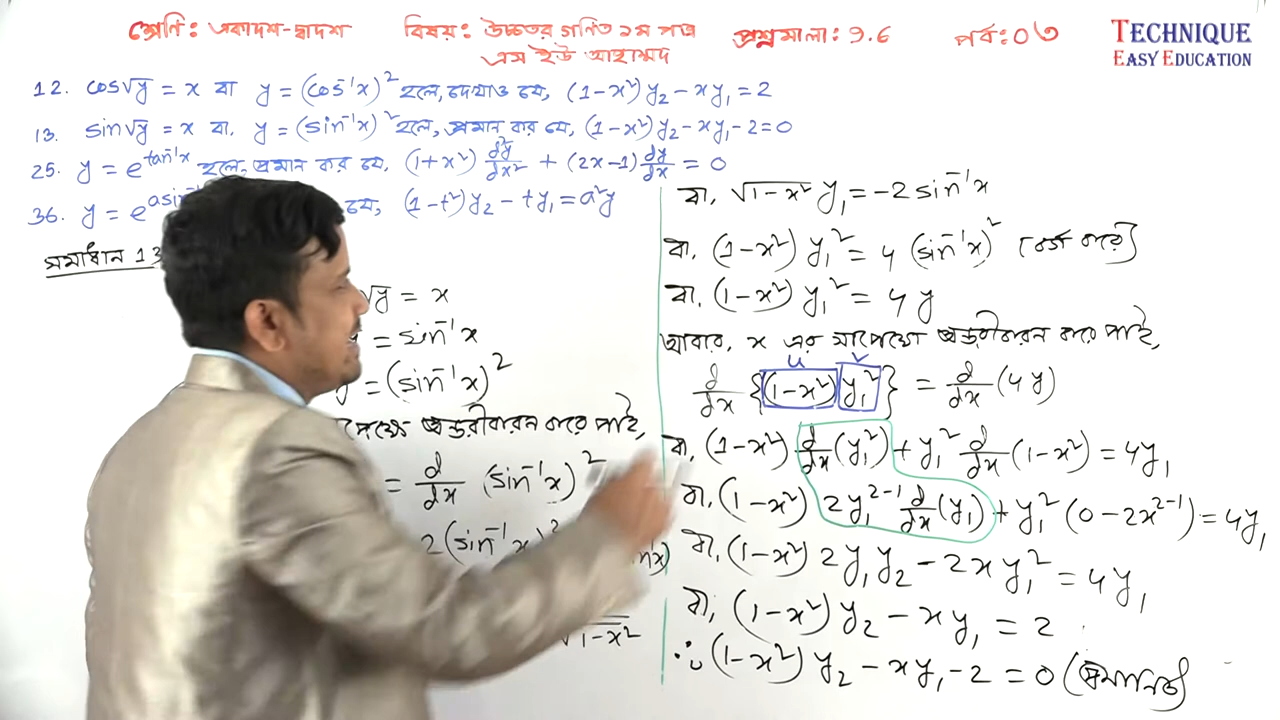 শ্রেণি: একাদশ-দ্বাদশ বিষয়: উচ্চতর গণিত ১ম পত্র প্রশ্নমালা: 9.6 পর্ব: ০৩
এস ইউ আহাম্মদ
TECHNIQUE
EASY EDUCATION
12. cos√y = x বা y = (cos⁻¹x)² হলে, দেখাও যে, (1-x²) y₂ - xy₁ = 2
13. sin√y = x বা, y = (sin⁻¹x)² হলে, প্রমান কর যে, (1-x²) y₂ - xy₁ - 2 = 0
25. y = e^tan⁻¹x হলে, প্রমান কর যে, (1+x²) d²y/dx² + (2x-1) dy/dx = 0
36. y = e^asin⁻¹ যে, (1-t²) y₂ - ty₁ = a²y
সমাধান 13
√y = x
= sin⁻¹x
y = (sin⁻¹x)²
অন্তরীকরন করে পাই,
= d/dx (sin⁻¹x)²
2(sin⁻¹x)²
√1-x²
বা, √1-x² y₁ = -2 sin⁻¹x
বা, (1-x²) y₁² = 4 (sin⁻¹x)² [বর্গ করে]
বা, (1-x²) y₁² = 4y
আবার, x এর সাপেক্ষে অন্তরীকরন করে পাই,
u v
d/dx {(1-x²) y₁²} = d/dx (4y)
বা, (1-x²) d/dx (y₁²) + y₁² d/dx (1-x²) = 4y₁
বা, (1-x²) 2y₁²⁻¹ d/dx (y₁) + y₁² (0-2x²⁻¹) = 4y₁
বা, (1-x²) 2y₁y₂ - 2xy₁² = 4y₁
বা, (1-x²) y₂ - xy₁ = 2
∴ (1-x²) y₂ - xy₁ - 2 = 0 (প্রমানিত)